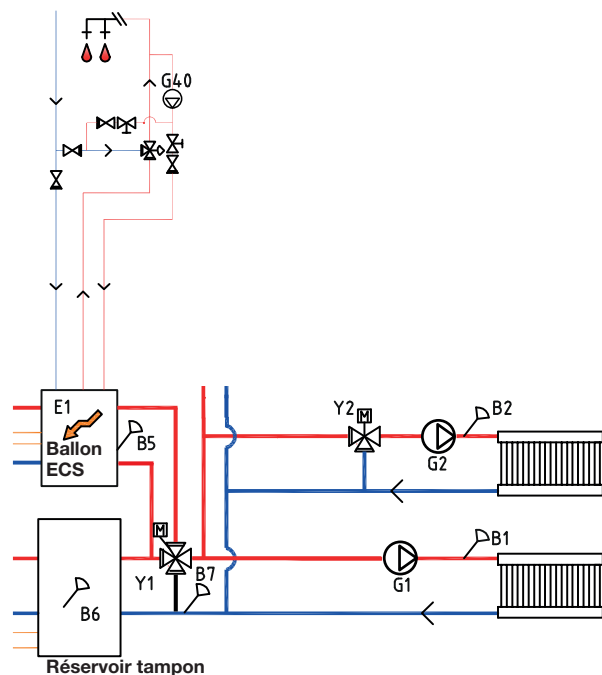 G40
E1
Ballon
ECS
B5
Y2
M
B2
G2
M
Y1
B7
B1
G1
B6
Réservoir tampon